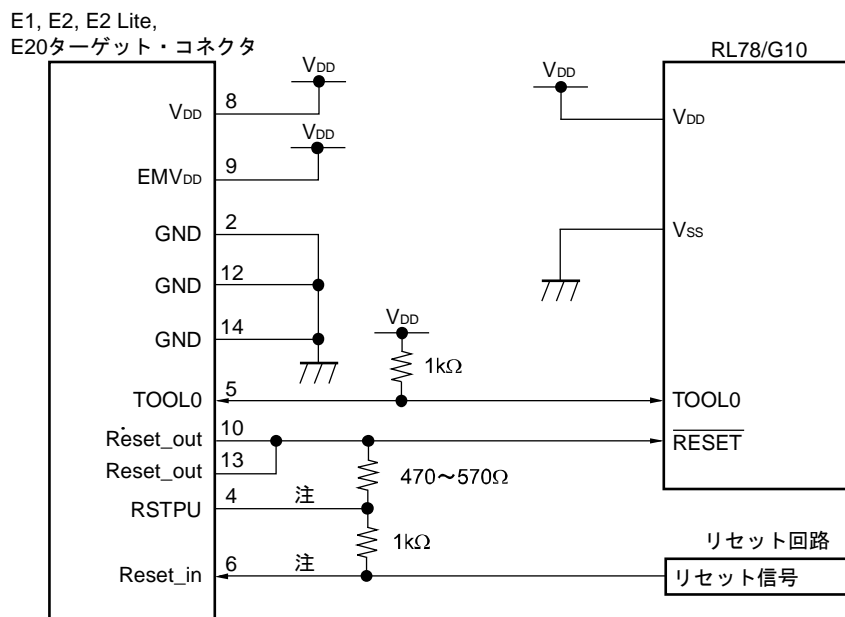 E1, E2, E2 Lite,
E20ターゲット・コネクタ
RL78/G10
VDD
8
VDD
VDD
VDD
VDD
EMVDD
9
GND
2
VSS
GND
12
GND
14
VDD
1kΩ
TOOL0
5
TOOL0
Reset_out
10
RESET
Reset_out
13
470～570Ω
RSTPU
4
注
1kΩ
リセット回路
Reset_in
6
注
リセット信号